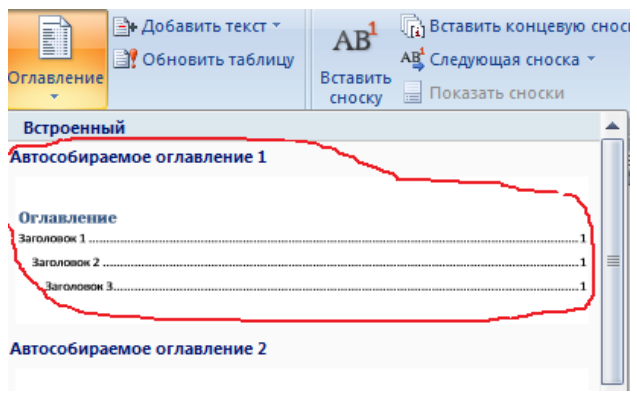 Оглавление
Добавить текст
Обновить таблицу
AB1
Вставить сноску
Вставить концевую
AB1 Следующая сноска
Показать сноски
Встроенный
Автособираемое оглавление 1
Оглавление
Заголовок 1 1
Заголовок 2 1
Заголовок 3 1
Автособираемое оглавление 2